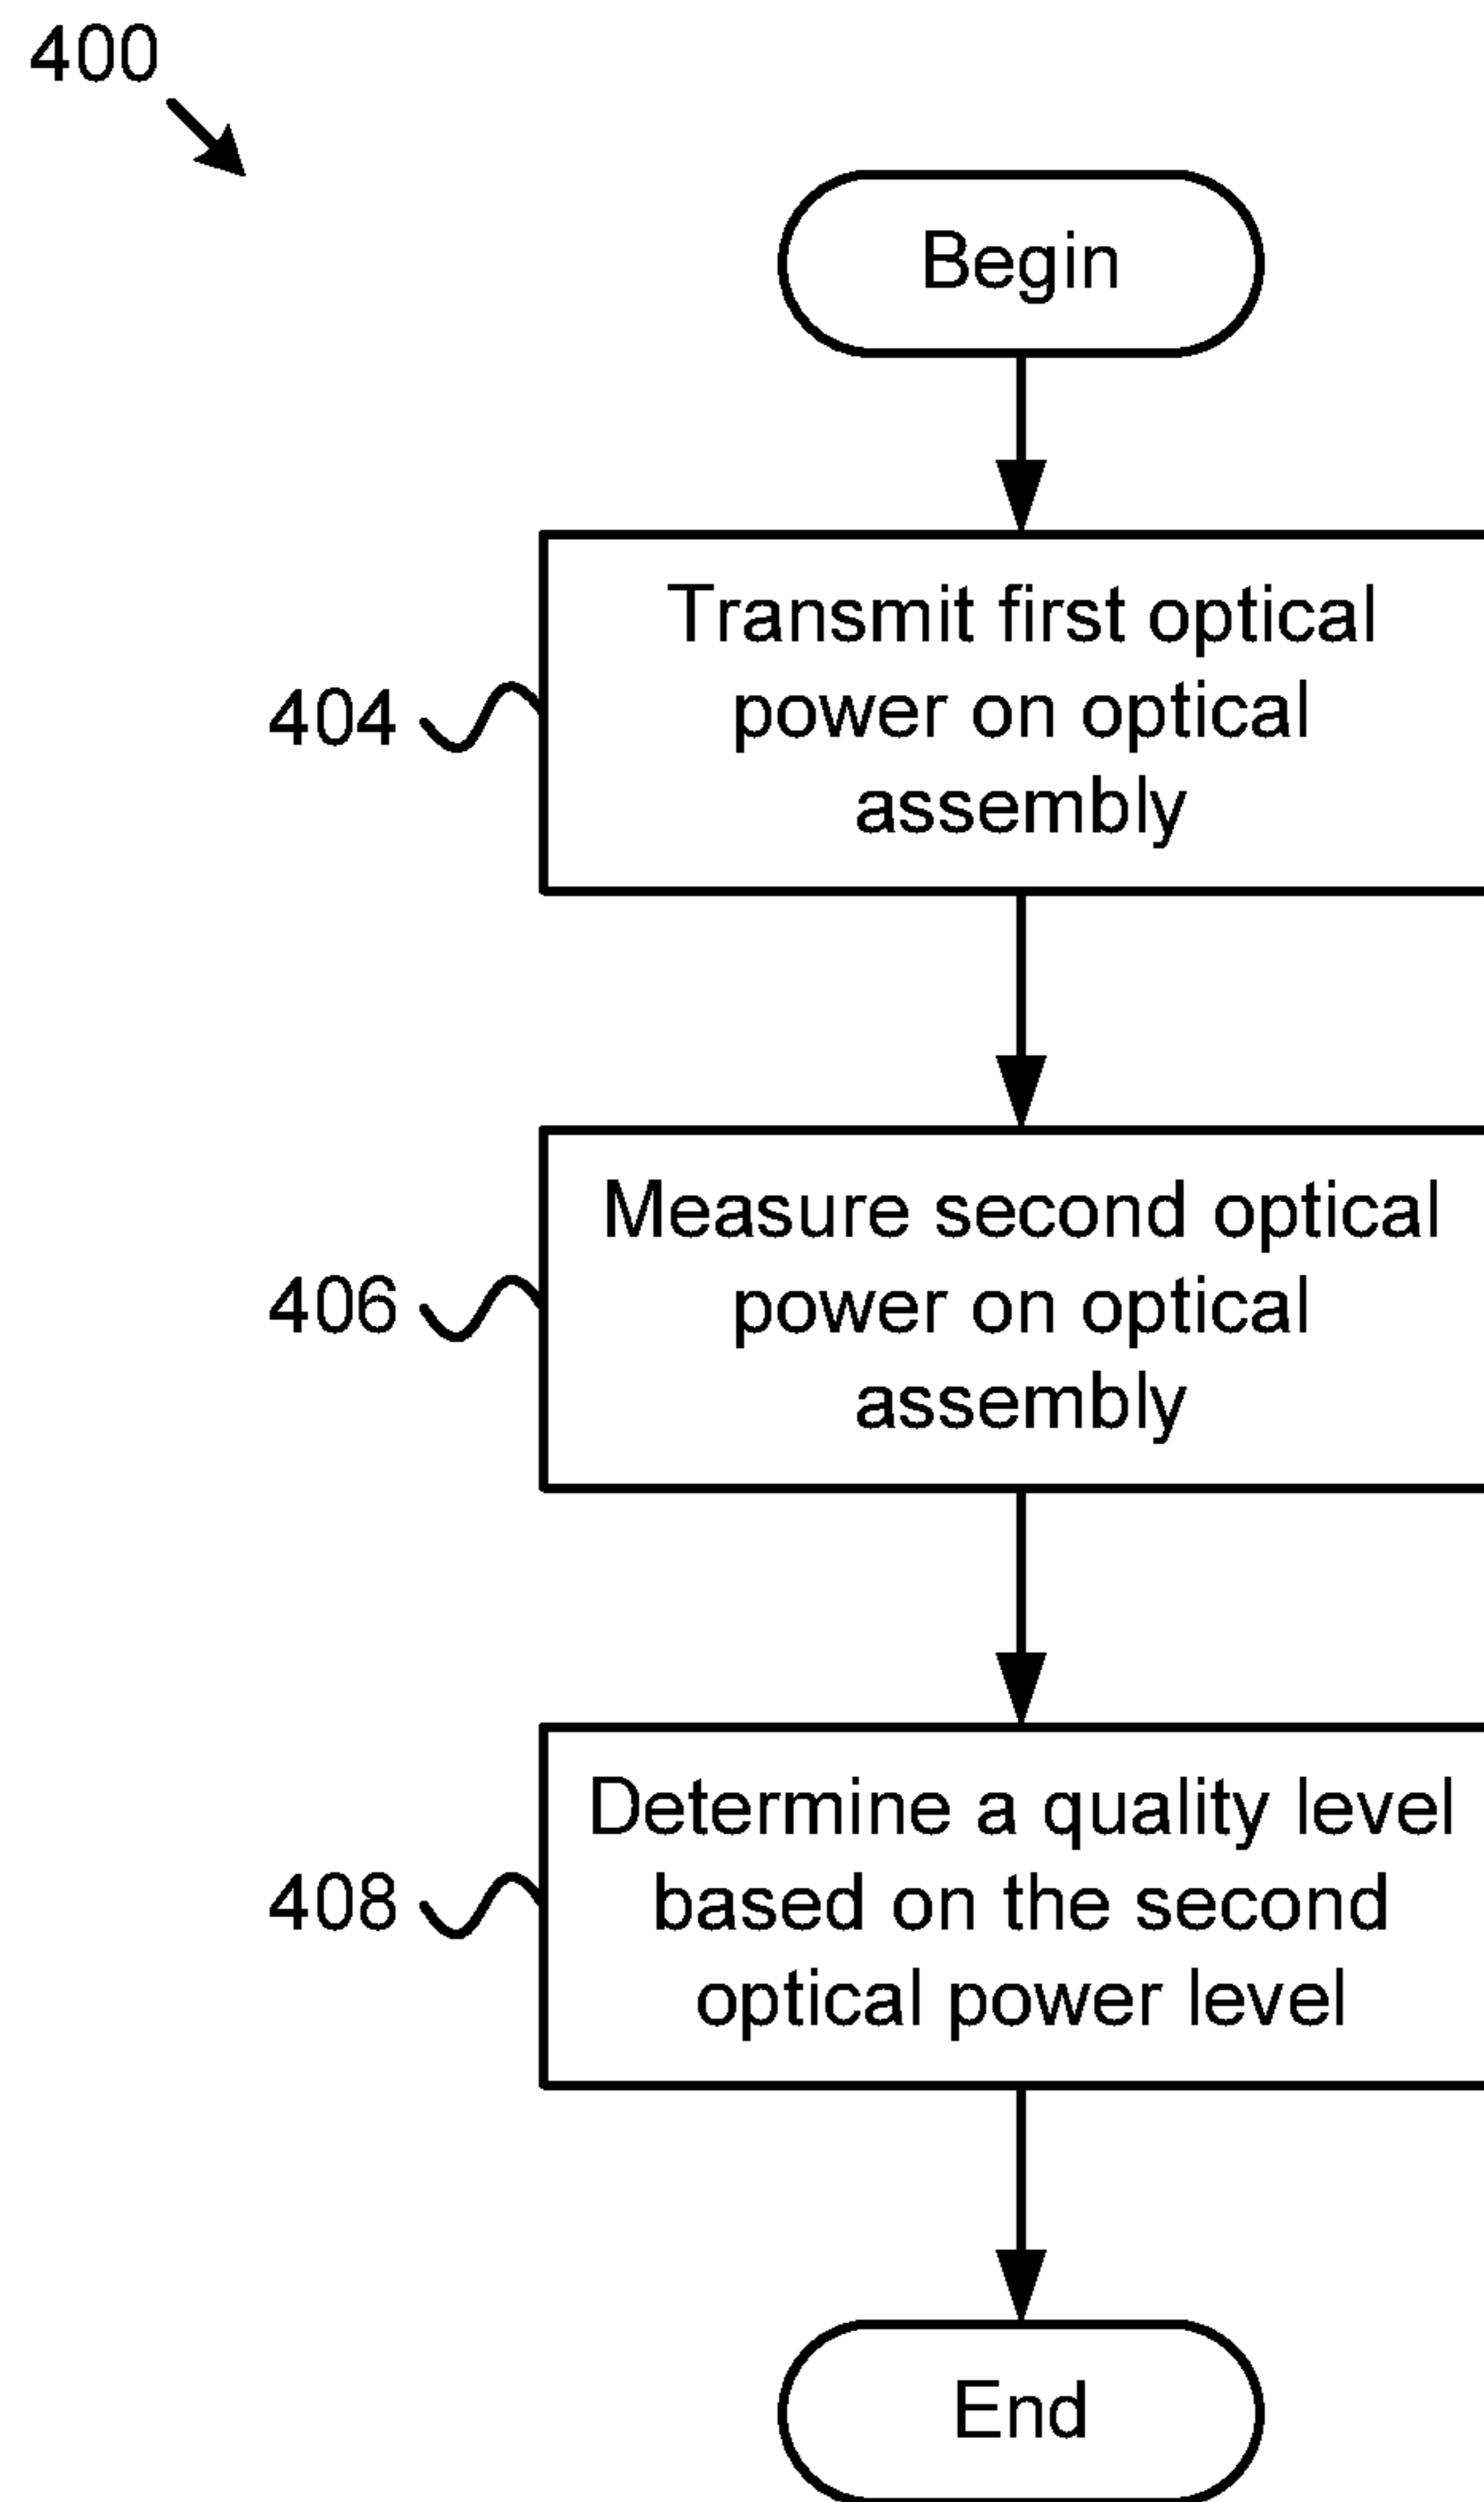 400
Begin
404
Transmit first optical
power on optical
assembly
406
Measure second optical
power on optical
assembly
408
Determine a quality level
based on the second
optical power level
End